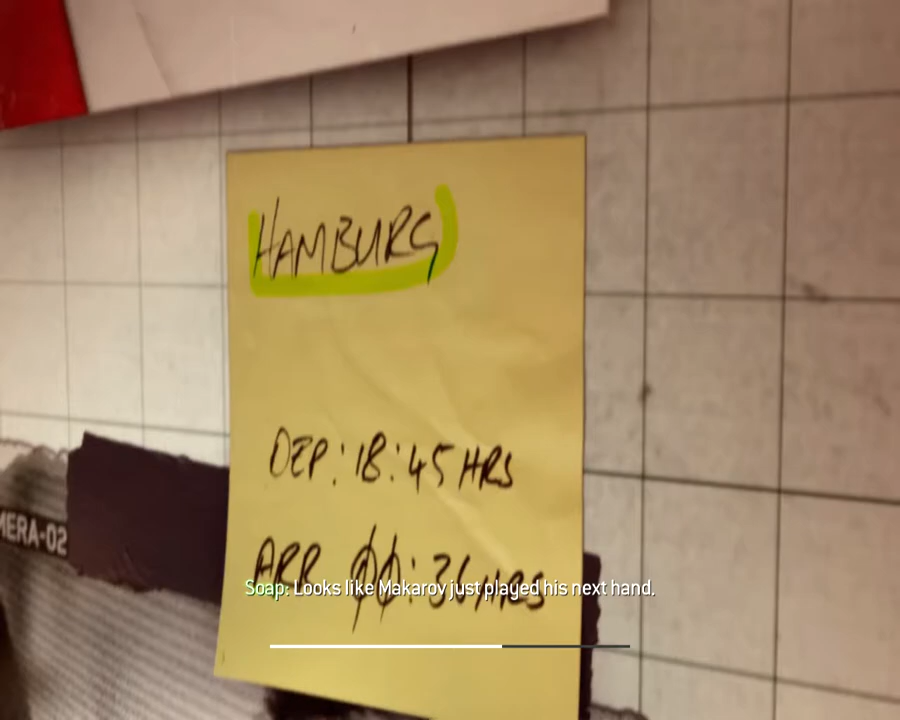 HAMBURG
DEP: 18:45 HRS
MERA-02
ARR 00:36 HRS
Soap: Looks like Makarov just played his next hand.